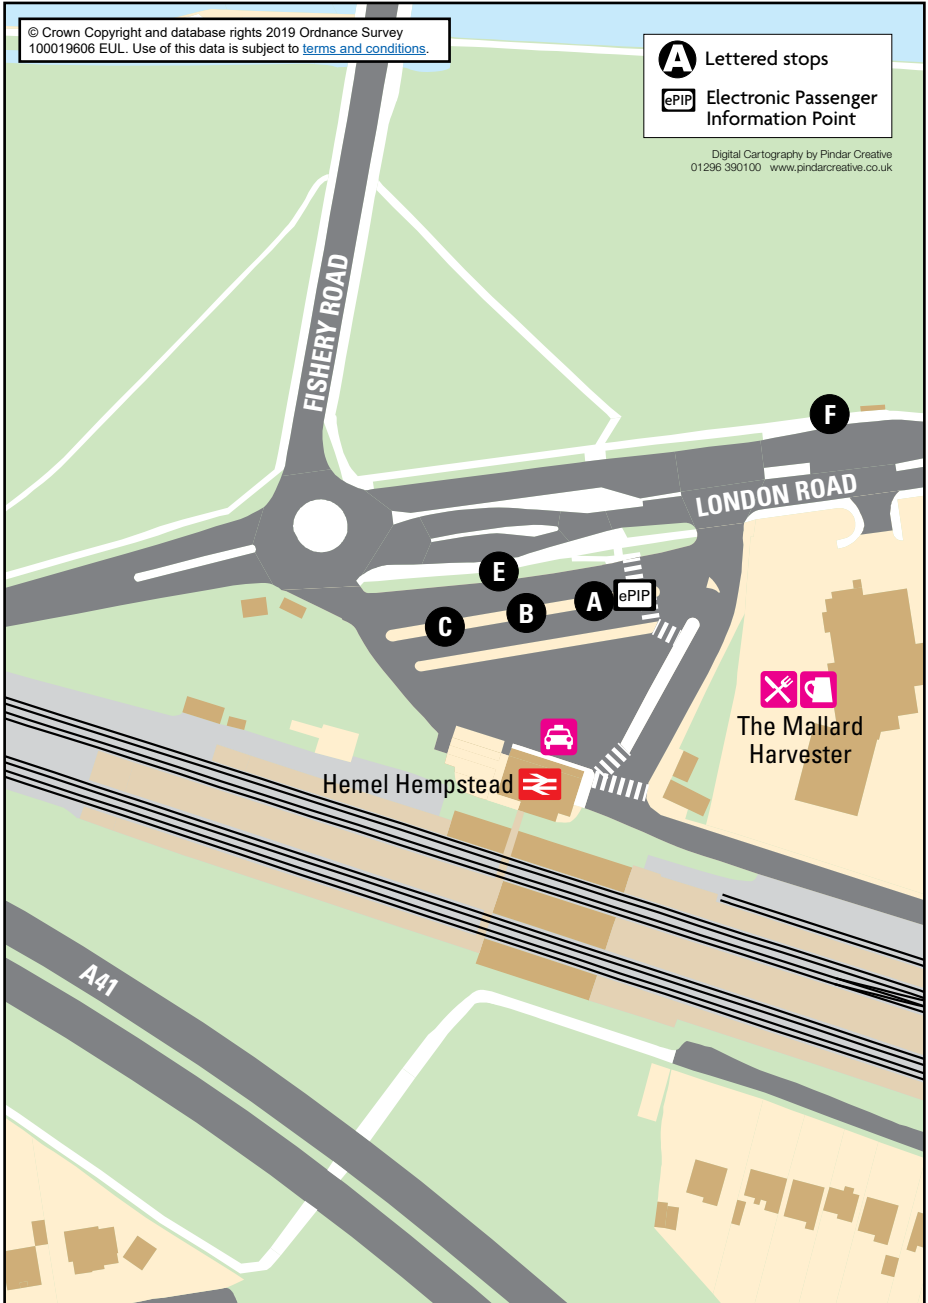 © Crown Copyright and database rights 2019 Ordnance Survey
100019606 EUL. Use of this data is subject to terms and conditions.
A Lettered stops
ePIP Electronic Passenger
Information Point
Digital Cartography by Pindar Creative
01296 390100 www.pindarcreative.co.uk
FISHERY ROAD
F
LONDON ROAD
E
A
ePIP
B
C
The Mallard
Harvester
Hemel Hempstead
A41